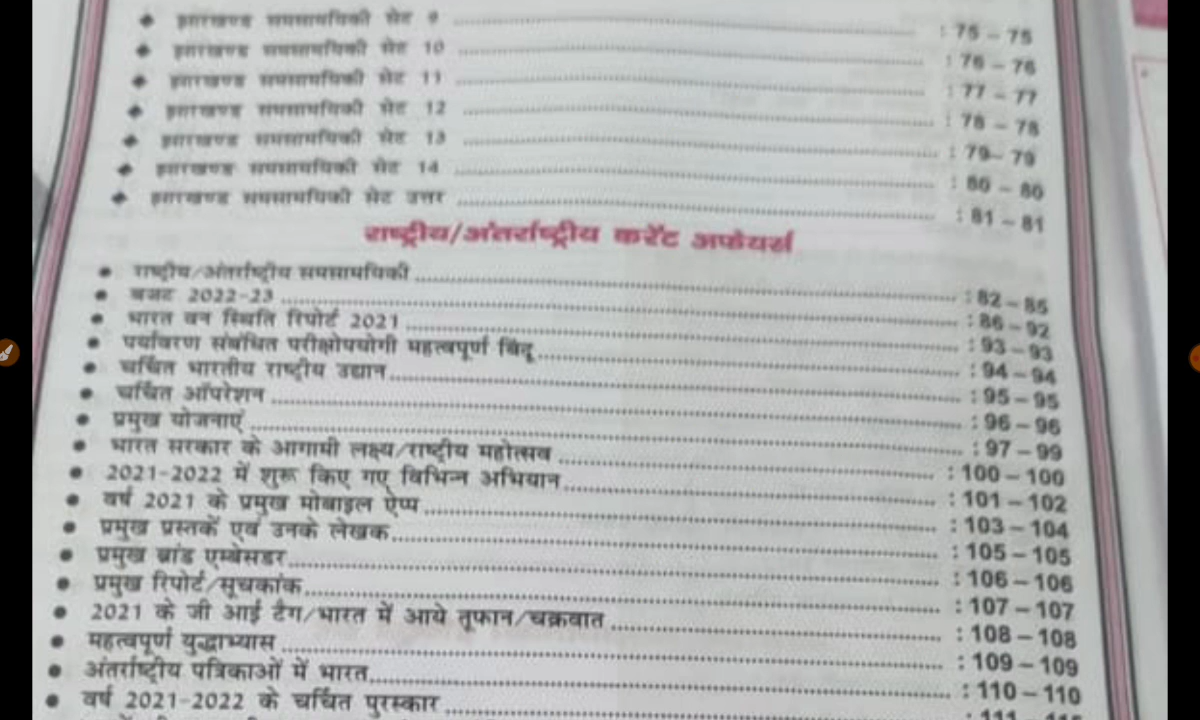 झारखण्ड समसामयिकी सेट 9 : 75 – 75
झारखण्ड समसामयिकी सेट 10 : 76 – 76
झारखण्ड समसामयिकी सेट 11 : 77 – 77
झारखण्ड समसामयिकी सेट 12 : 78 – 78
झारखण्ड समसामयिकी सेट 13 : 79– 79
झारखण्ड समसामयिकी सेट 14 : 80 – 80
झारखण्ड समसामयिकी सेट उत्तर : 81 – 81
राष्ट्रीय/अंतर्राष्ट्रीय करेंट अफेयर्स
राष्ट्रीय/अंतर्राष्ट्रीय समसामयिकी : 82 – 85
बजट 2022-23 : 86 – 92
भारत वन स्थिति रिपोर्ट 2021 : 93 – 93
पर्यावरण संबंधित परीक्षोपयोगी महत्वपूर्ण बिंदू : 94 – 94
चर्चित भारतीय राष्ट्रीय उद्यान : 95 – 95
चर्चित ऑपरेशन : 96 – 96
प्रमुख योजनाएं : 97 – 99
भारत सरकार के आगामी लक्ष्य/राष्ट्रीय महोत्सव : 100 – 100
2021-2022 में शुरू किए गए विभिन्न अभियान : 101 – 102
वर्ष 2021 के प्रमुख मोबाइल ऐप्प : 103 – 104
प्रमुख प्रस्तकें एवं उनके लेखक : 105 – 105
प्रमुख ब्रांड एम्बेसडर : 106 – 106
प्रमुख रिपोर्ट/सूचकांक : 107 – 107
2021 के जी आई टैग/भारत में आये तूफान/चक्रवात : 108 – 108
महत्वपूर्ण युद्धाभ्यास : 109 – 109
अंतर्राष्ट्रीय पत्रिकाओं में भारत : 110 – 110
वर्ष 2021-2022 के चर्चित पुरस्कार